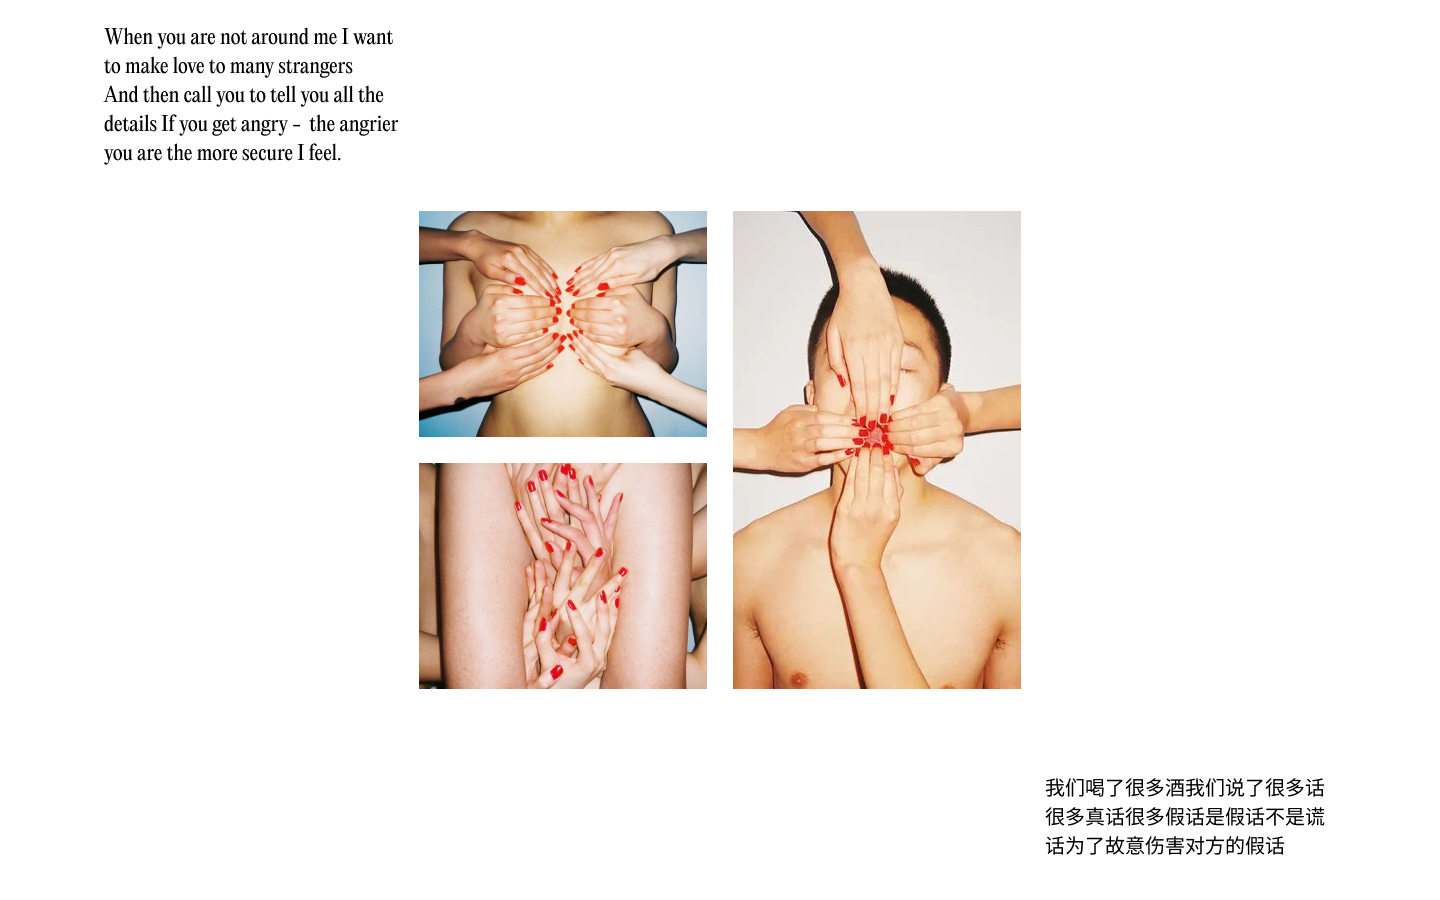 When you are not around me I want
to make love to many strangers
And then call you to tell you all the
details If you get angry -  the angrier
you are the more secure I feel.
我们喝了很多酒我们说了很多话
很多真话很多假话是假话不是谎
话为了故意伤害对方的假话